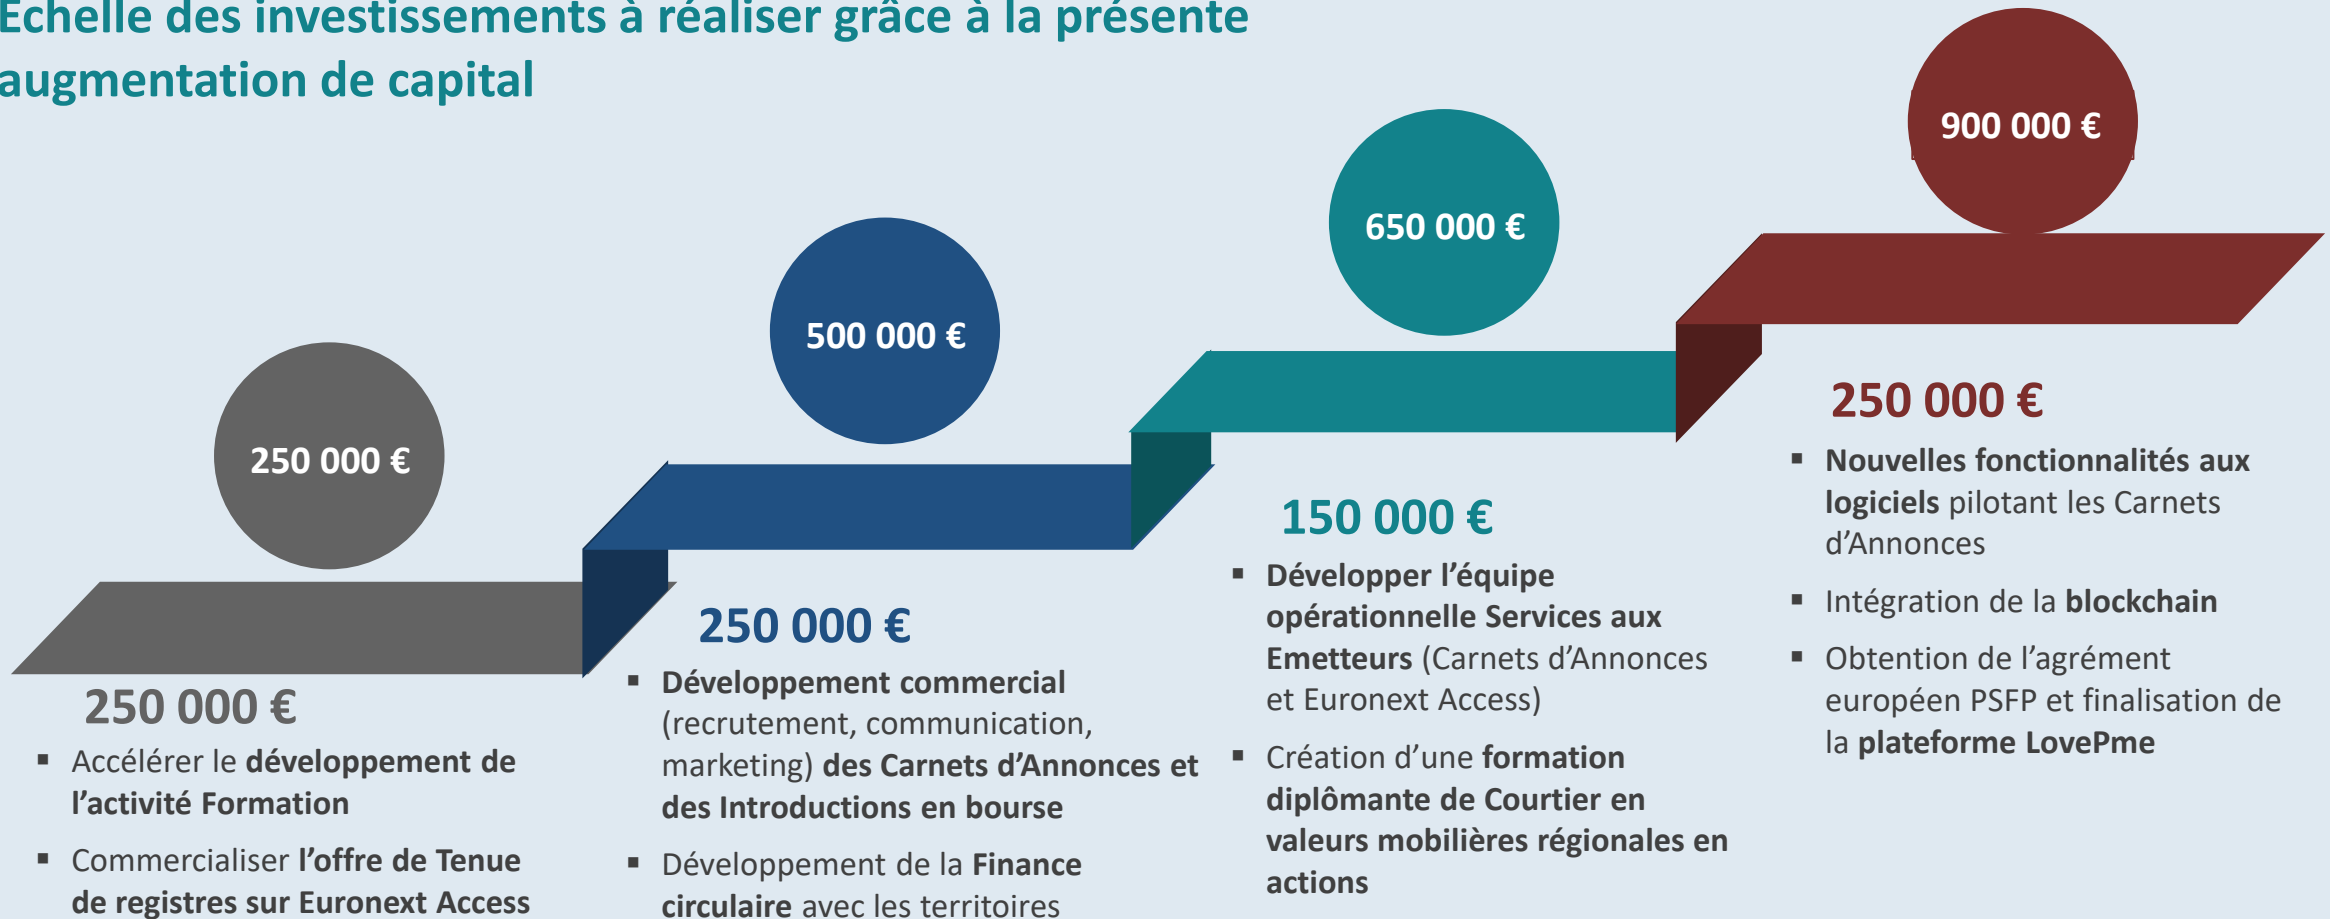 Echelle des investissements à réaliser grâce à la présente
augmentation de capital
250 000 €
250 000 €
▪ Accélérer le développement de
l’activité Formation
▪ Commercialiser l’offre de Tenue
de registres sur Euronext Access
500 000 €
250 000 €
▪ Développement commercial
(recrutement, communication,
marketing) des Carnets d’Annonces et
des Introductions en bourse
▪ Développement de la Finance
circulaire avec les territoires
650 000 €
150 000 €
▪ Développer l’équipe
opérationnelle Services aux
Emetteurs (Carnets d’Annonces
et Euronext Access)
▪ Création d’une formation
diplômante de Courtier en
valeurs mobilières régionales en
actions
900 000 €
250 000 €
▪ Nouvelles fonctionnalités aux
logiciels pilotant les Carnets
d’Annonces
▪ Intégration de la blockchain
▪ Obtention de l’agrément
européen PSFP et finalisation de
la plateforme LovePme